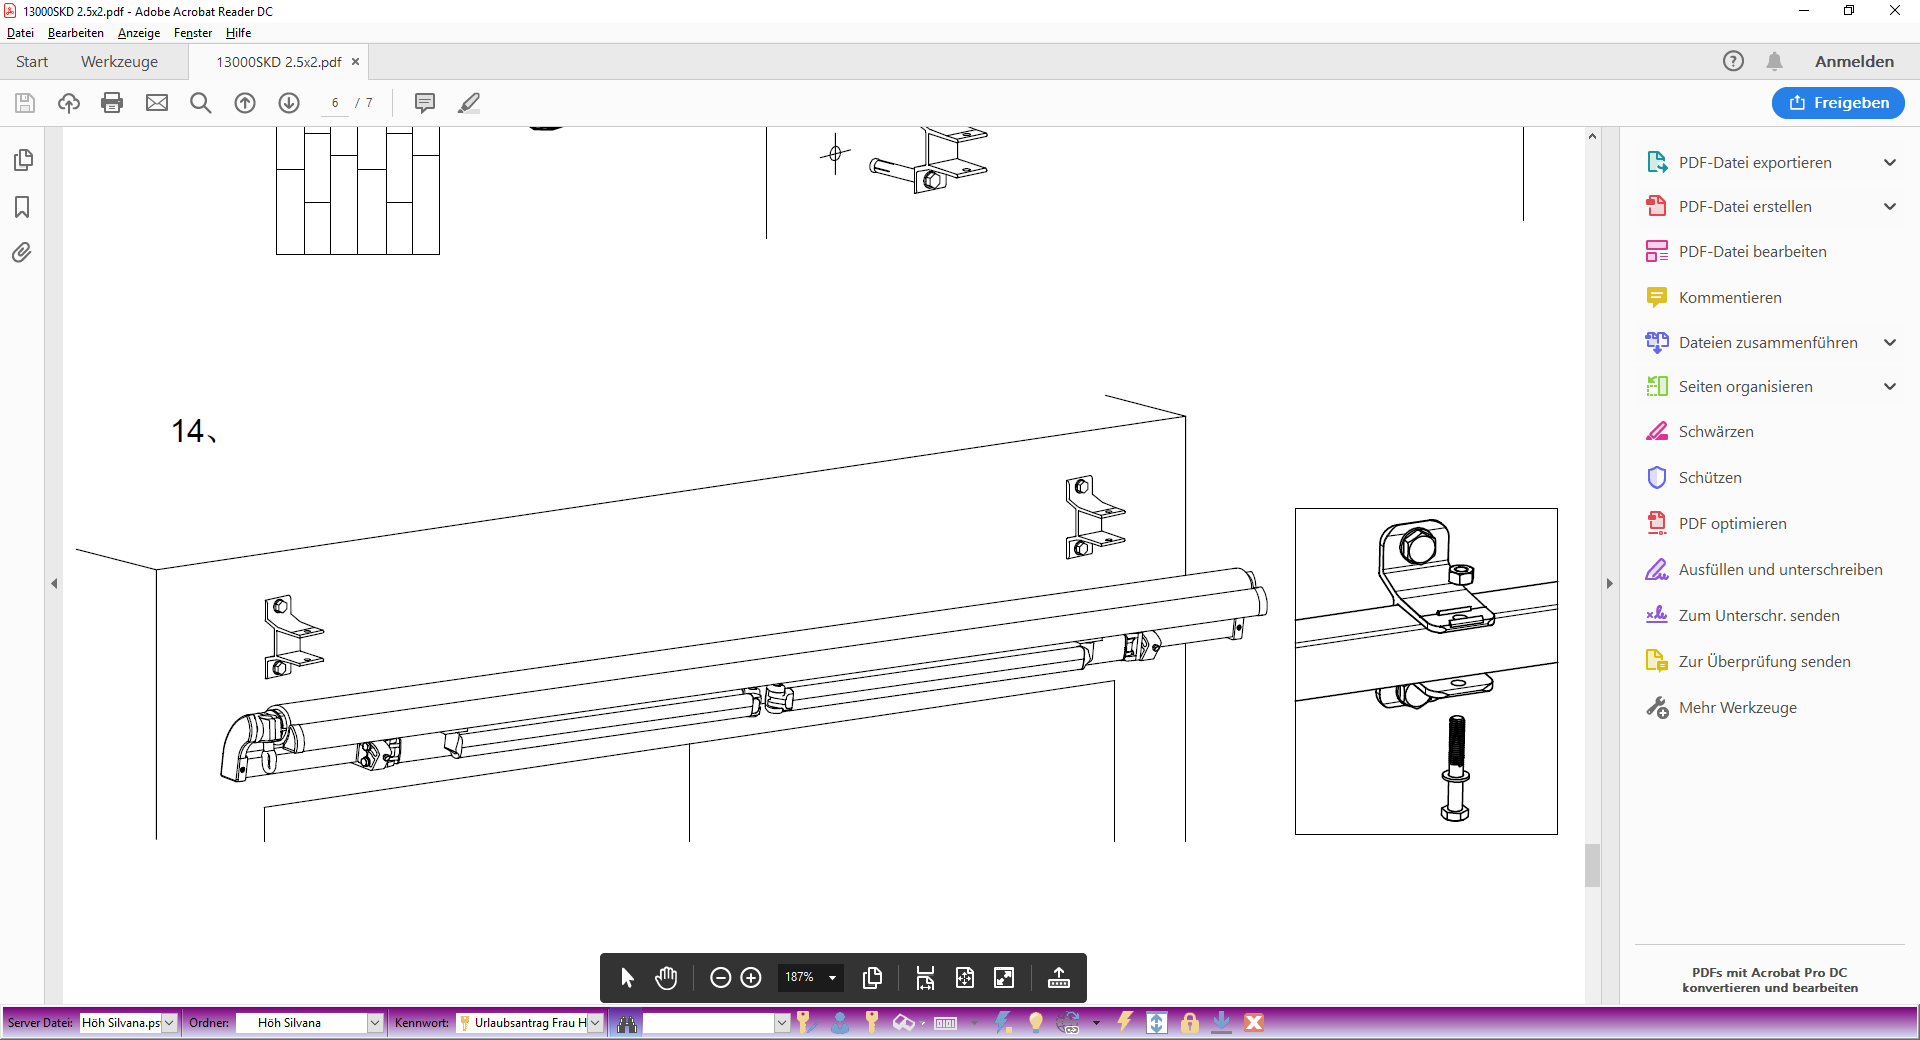 13000SKD 2.5x2.pdf - Adobe Acrobat Reader DC
Datei Bearbeiten Anzeige Fenster Hilfe
Start Werkzeuge 13000SKD 2.5x2.pdf × Anmelden
6 / 7 Freigeben
PDF-Datei exportieren
PDF-Datei erstellen
PDF-Datei bearbeiten
Kommentieren
Dateien zusammenführen
Seiten organisieren
Schwärzen
Schützen
PDF optimieren
Ausfüllen und unterschreiben
Zum Unterschr. senden
Zur Überprüfung senden
Mehr Werkzeuge
14、
187%
PDFs mit Acrobat Pro DC
konvertieren und bearbeiten
Server Datei: Höh Silvana.ps Ordner: Höh Silvana Kennwort: Urlaubsantrag Frau H